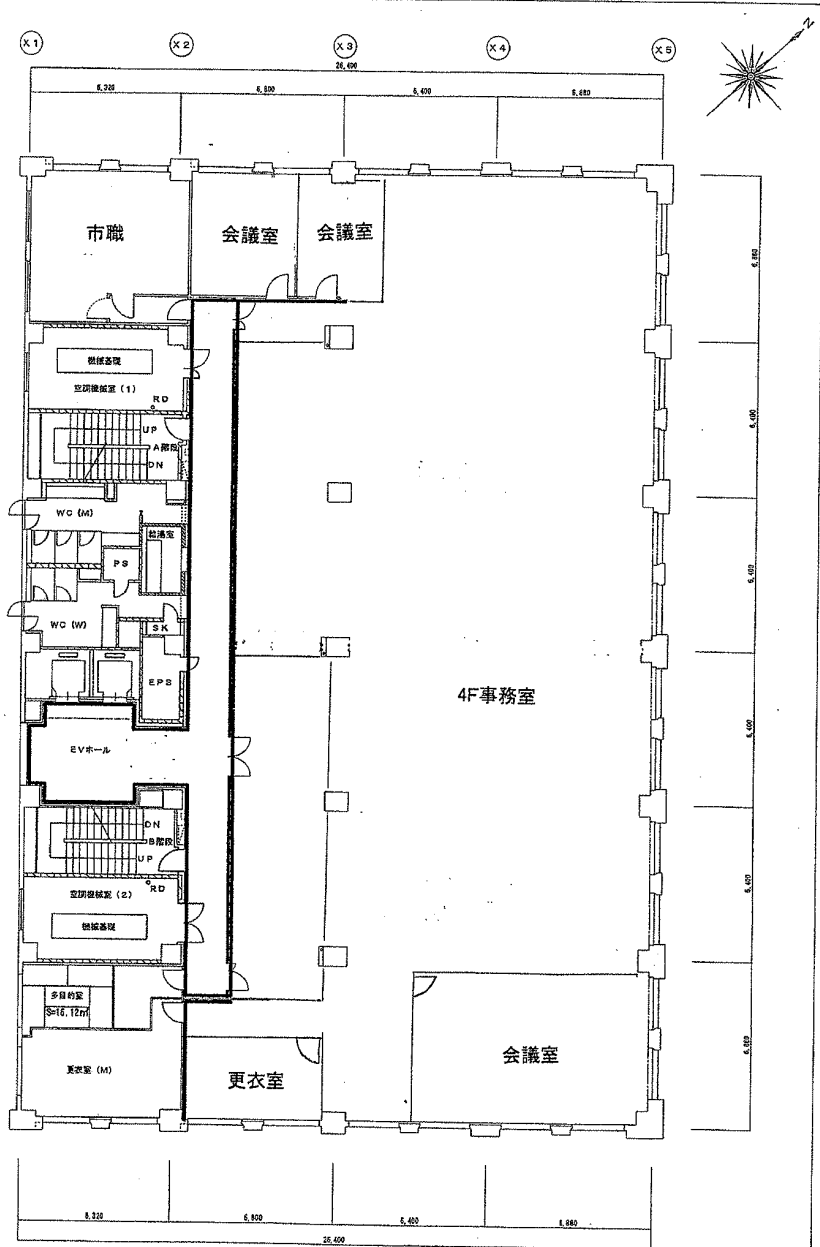 X1 X2 X3 X4 X5
N
26,400
6,320 6,800 6,400 6,880
市職
会議室
会議室
6,880
機械基礎
空調機械室(1)
RD
UP
A階段
DN
6,400
WC(M)
給湯室
PS
6,400
WC(W)
SK
EPS
4F事務室
6,400
EVホール
DN
B階段
UP
6,400
空調機械室(2)
RD
機械基礎
多目的室
S=16.12㎡
会議室
更衣室(M)
更衣室
6,880
6,320 6,800 6,400 6,880
26,400